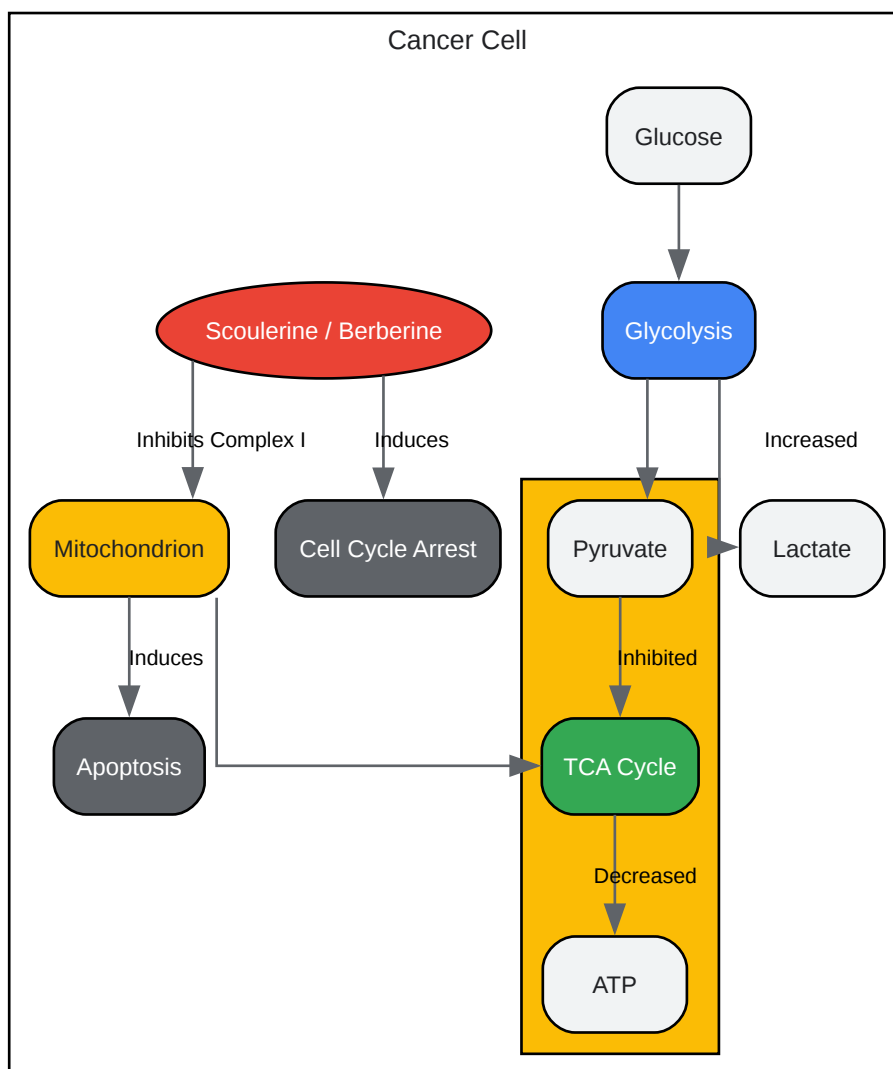 Cancer Cell
Glucose
Scoulerine / Berberine
Glycolysis
Inhibits Complex I
Induces
Increased
Mitochondrion
Cell Cycle Arrest
Pyruvate
Lactate
Induces
Inhibited
Apoptosis
TCA Cycle
Decreased
ATP